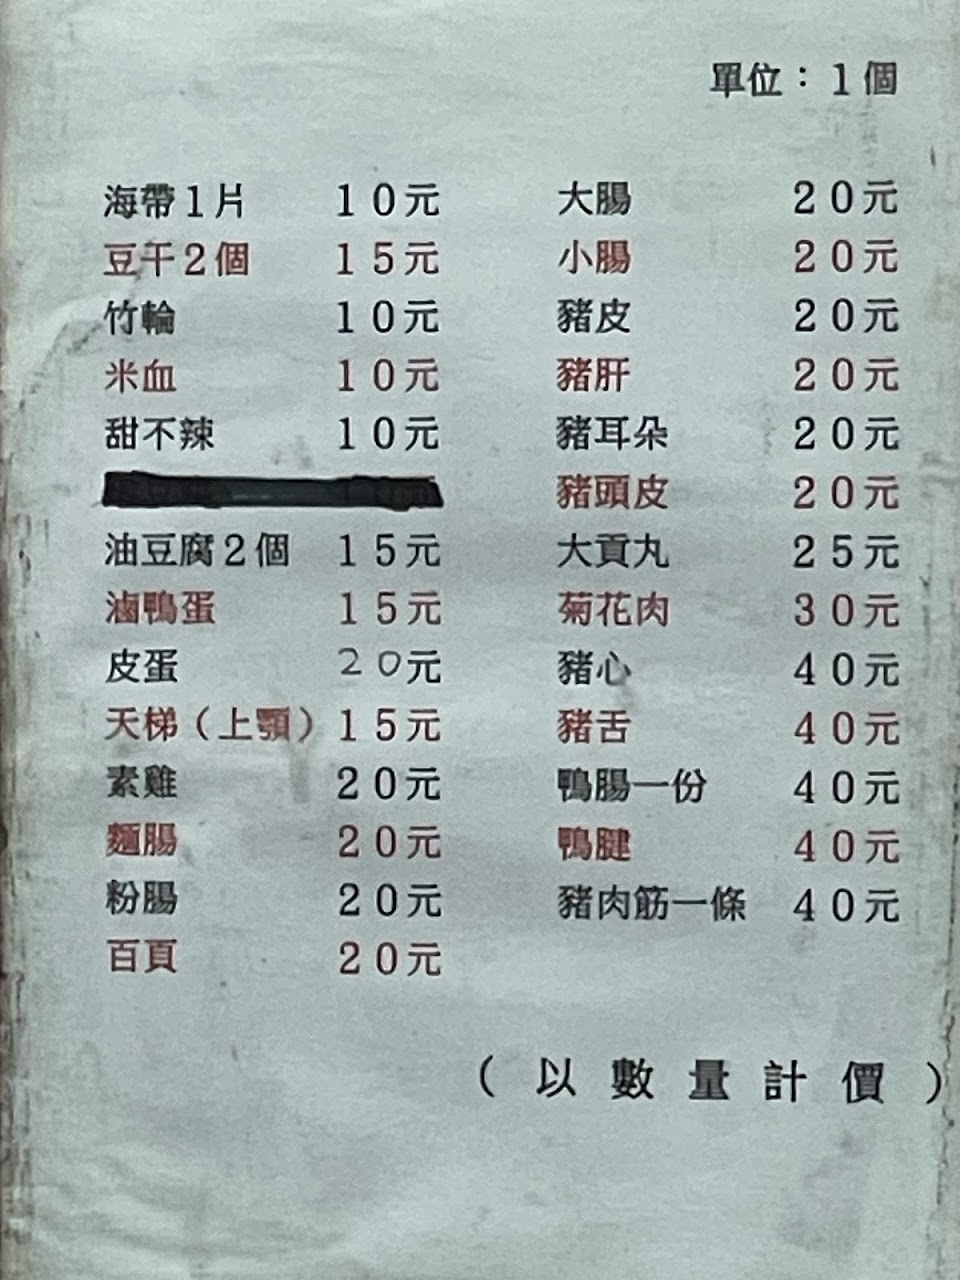 單位：1個
海帶1片 10元
豆干2個 15元
竹輪 10元
米血 10元
甜不辣 10元
油豆腐2個 15元
滷鴨蛋 15元
皮蛋 20元
天梯（上顎）15元
素雞 20元
麵腸 20元
粉腸 20元
百頁 20元
大腸 20元
小腸 20元
豬皮 20元
豬肝 20元
豬耳朵 20元
豬頭皮 20元
大貢丸 25元
菊花肉 30元
豬心 40元
豬舌 40元
鴨腸一份 40元
鴨腱 40元
豬肉筋一條 40元
（以數量計價）